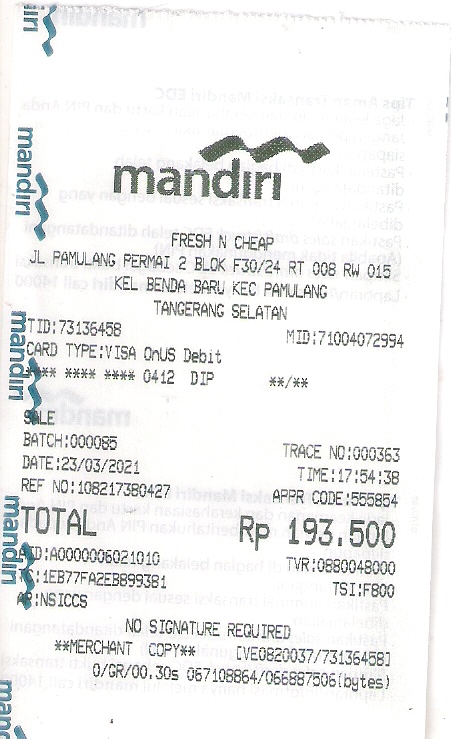 mandiri
FRESH N CHEAP
JL PAMULANG PERMAI 2 BLOK F30/24 RT 008 RW 015
KEL BENDA BARU KEC PAMULANG
TANGERANG SELATAN
TID:73136458 MID:71004072994
CARD TYPE:VISA OnUS Debit
**** **** **** 0412 DIP **/**
SALE
BATCH:000085 TRACE NO:000363
DATE:23/03/2021 TIME:17:54:38
REF NO:108217380427 APPR CODE:555854
TOTAL Rp 193.500
AID:A0000006021010 TVR:0880048000
:1EB77FA2EB899381 TSI:F800
:NSICCS
NO SIGNATURE REQUIRED
**MERCHANT COPY** [VE0820037/73136458]
0/GR/00.30s 067108864/066887506(bytes)
mandiri
mandiri
mandiri